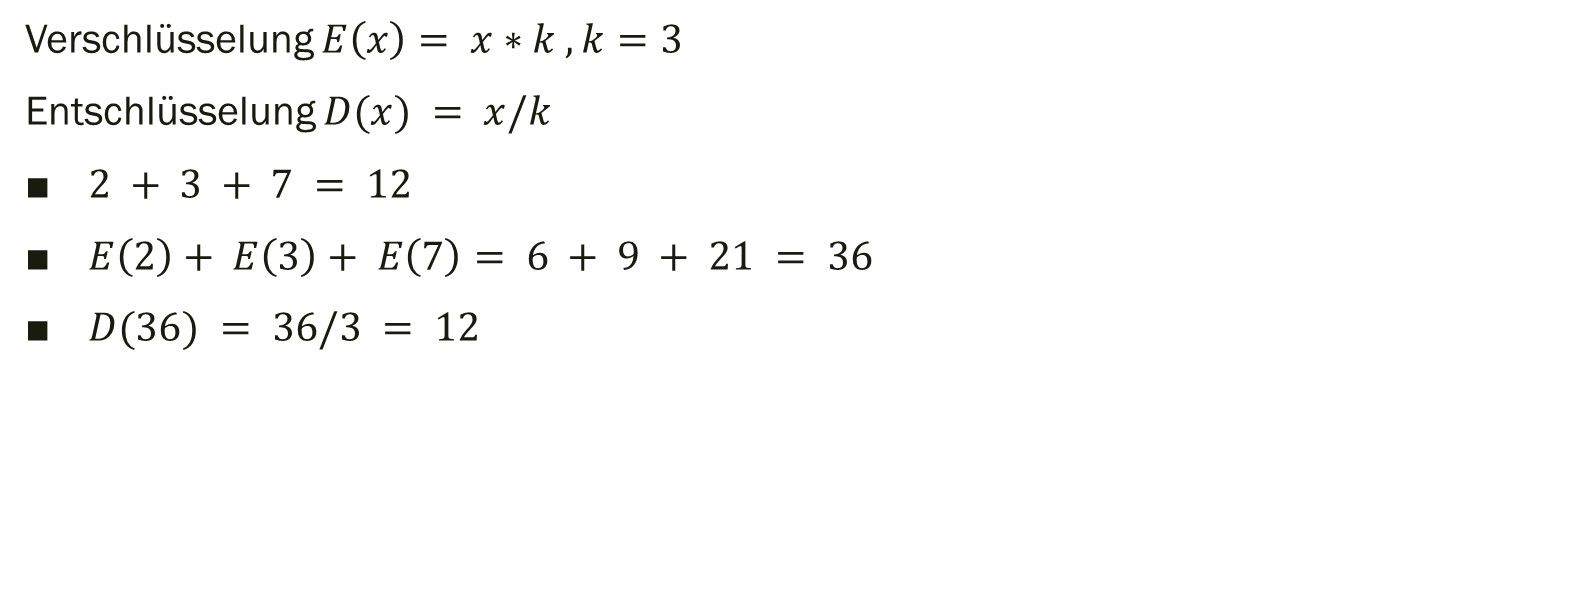 Verschlüsselung E(x) = x * k , k = 3
Entschlüsselung D(x) = x/k
■ 2 + 3 + 7 = 12
■ E(2) + E(3) + E(7) = 6 + 9 + 21 = 36
■ D(36) = 36/3 = 12